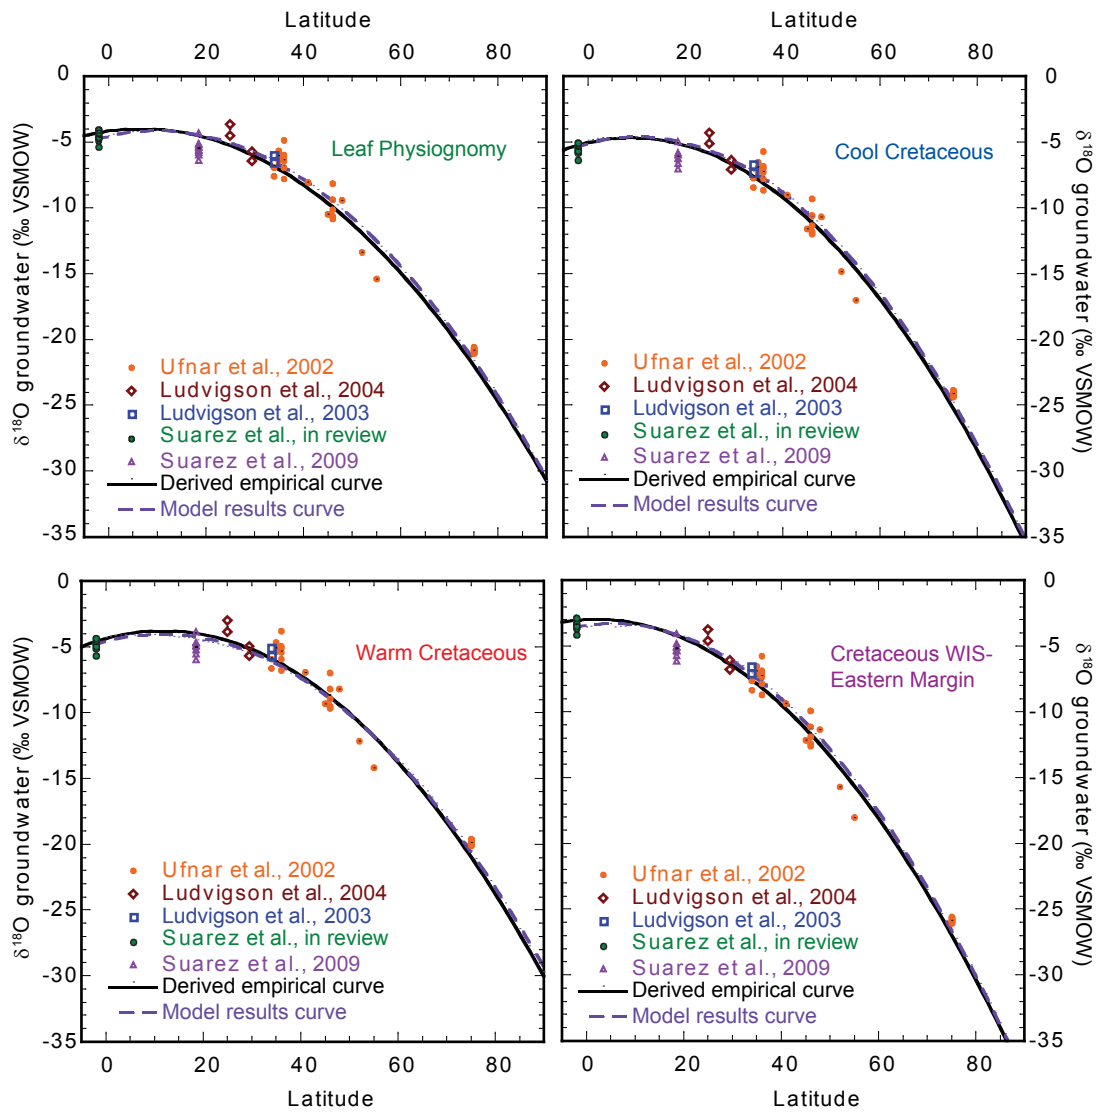 Latitude
Latitude
0 20 40 60 80
0 20 40 60 80
0
-5
-10
-15
-20
-25
-30
-35
δ18O groundwater (‰ VSMOW)
Leaf Physiognomy
Ufnar et al., 2002
Ludvigson et al., 2004
Ludvigson et al., 2003
Suarez et al., in review
Suarez et al., 2009
Derived empirical curve
Model results curve
Cool Cretaceous
Ufnar et al., 2002
Ludvigson et al., 2004
Ludvigson et al., 2003
Suarez et al., in review
Suarez et al., 2009
Derived empirical curve
Model results curve
0
-5
-10
-15
-20
-25
-30
-35
δ18O groundwater (‰ VSMOW)
0
-5
-10
-15
-20
-25
-30
-35
δ18O groundwater (‰ VSMOW)
Warm Cretaceous
Ufnar et al., 2002
Ludvigson et al., 2004
Ludvigson et al., 2003
Suarez et al., in review
Suarez et al., 2009
Derived empirical curve
Model results curve
Cretaceous WIS-
Eastern Margin
Ufnar et al., 2002
Ludvigson et al., 2004
Ludvigson et al., 2003
Suarez et al., in review
Suarez et al., 2009
Derived empirical curve
Model results curve
0
-5
-10
-15
-20
-25
-30
-35
δ18O groundwater (‰ VSMOW)
0 20 40 60 80
0 20 40 60 80
Latitude
Latitude